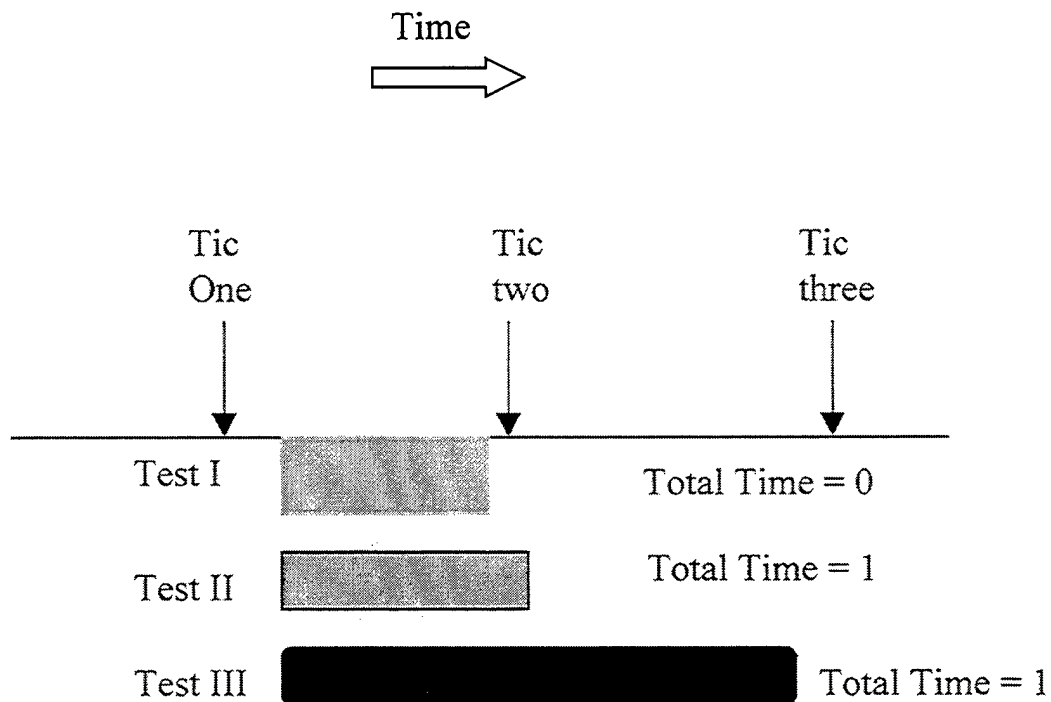 Time
Tic
One
Tic
two
Tic
three
Test I
Total Time = 0
Test II
Total Time = 1
Test III
Total Time = 1